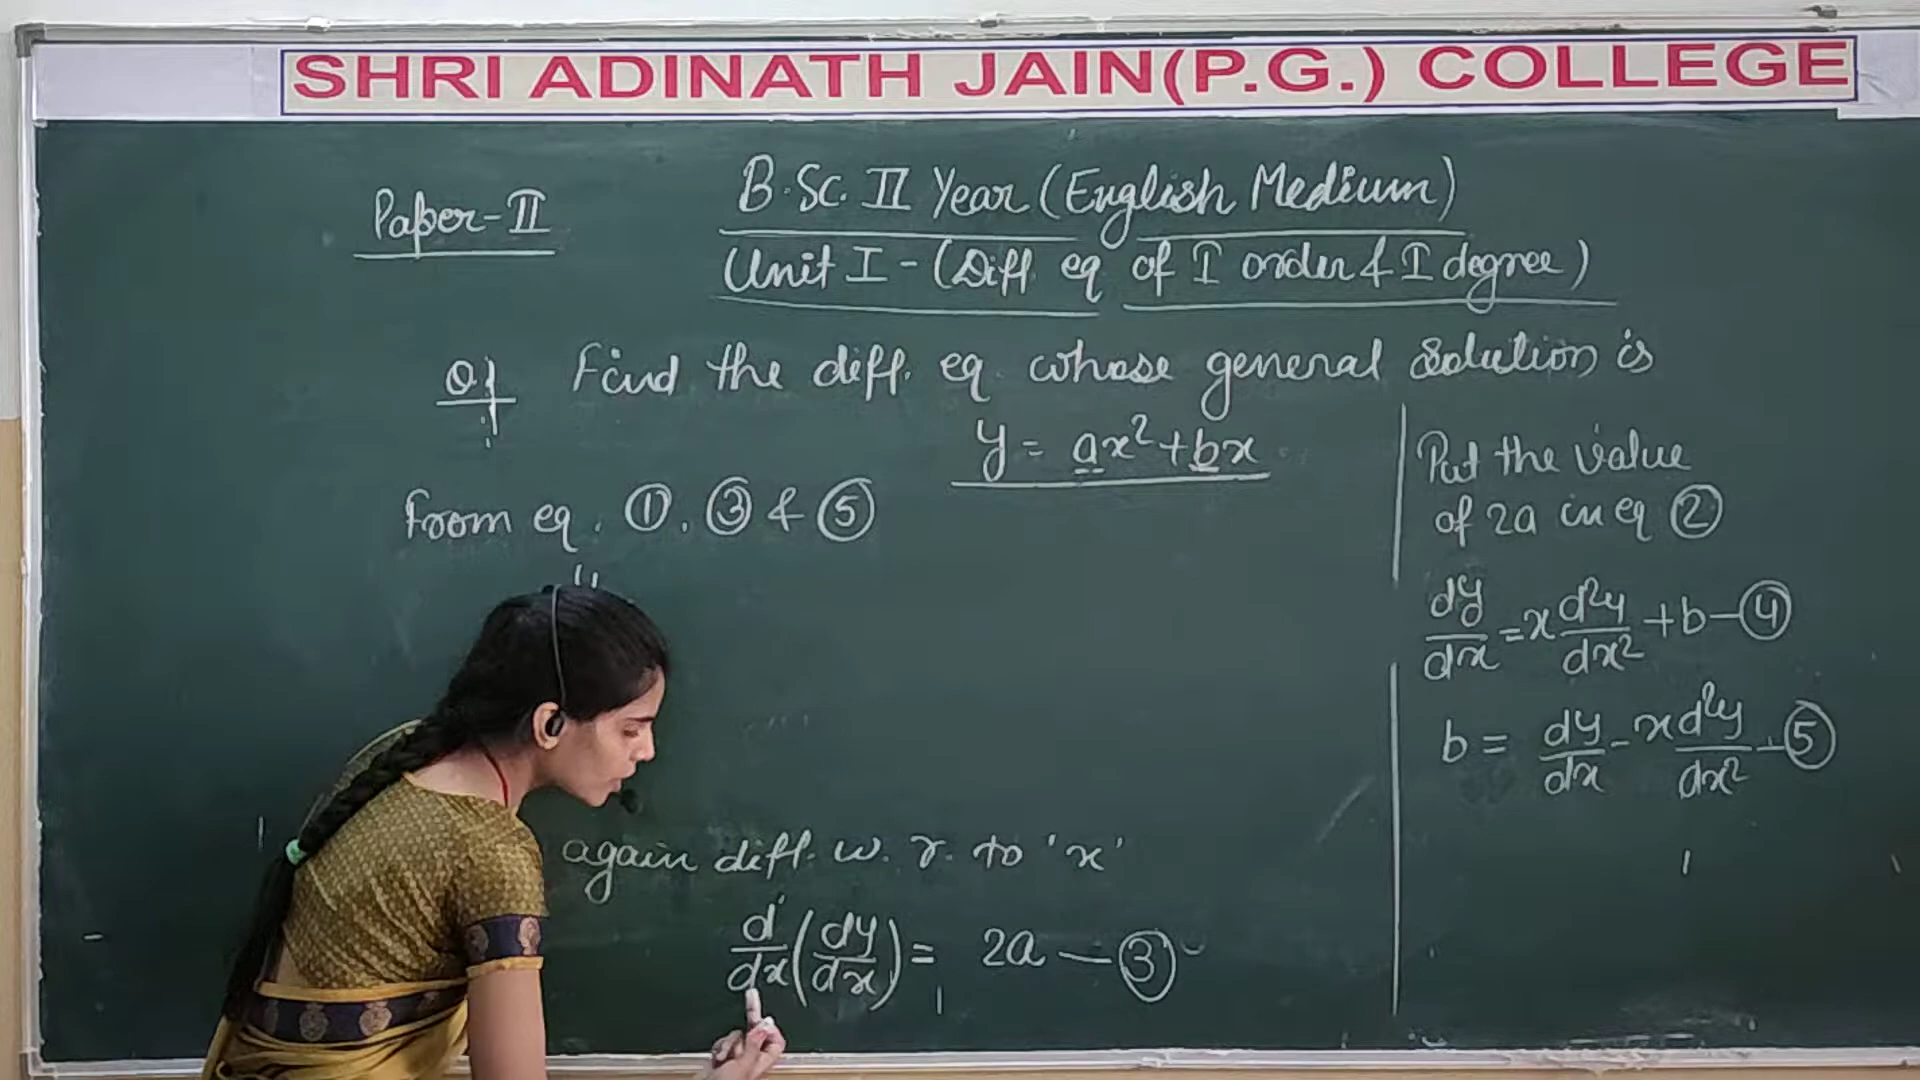 SHRI ADINATH JAIN(P.G.) COLLEGE
Paper-II
B.Sc. II Year (English Medium)
Unit I - (Diff eq of I order & I degree)
Q.1 Find the diff. eq. whose general solution is
y = ax² + bx
From eq. ①, ③ & ⑤
again diff. w. r. to 'x'
d/dx (dy/dx) = 2a — ③
Put the value
of 2a in eq ②
dy/dx = x d²y/dx² + b — ④
b = dy/dx - x d²y/dx² — ⑤